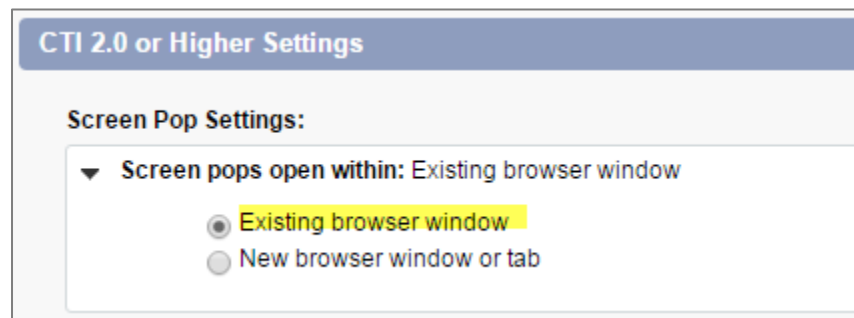 CTI 2.0 or Higher Settings
Screen Pop Settings:
Screen pops open within: Existing browser window
Existing browser window
New browser window or tab